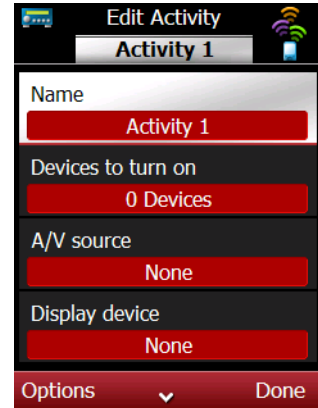 Edit Activity
Activity 1
Name
Activity 1
Devices to turn on
0 Devices
A/V source
None
Display device
None
Options Done